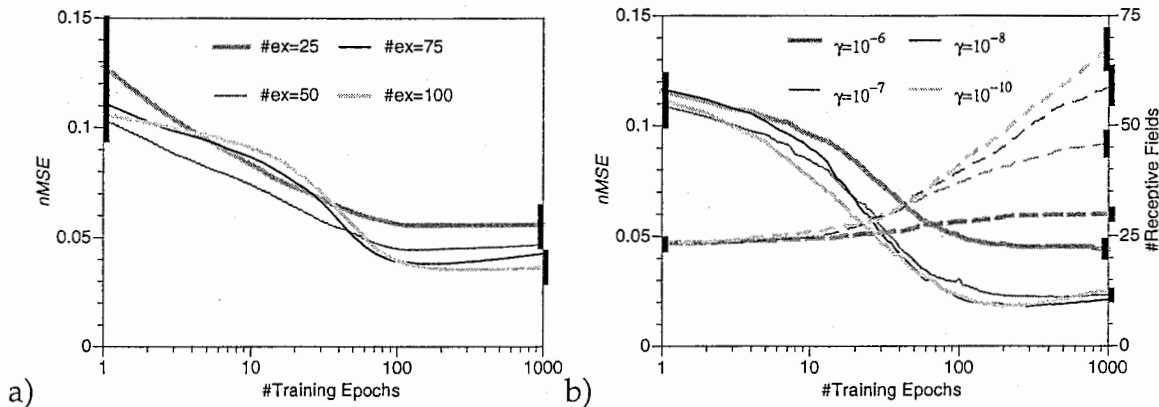 0.15
#ex=25
#ex=75
#ex=50
#ex=100
0.1
nMSE
0.05
0
1
10
100
1000
#Training Epochs
a)
0.15
75
γ=10⁻⁶
γ=10⁻⁸
γ=10⁻⁷
γ=10⁻¹⁰
0.1
50
nMSE
#Receptive Fields
0.05
25
0
0
1
10
100
1000
#Training Epochs
b)